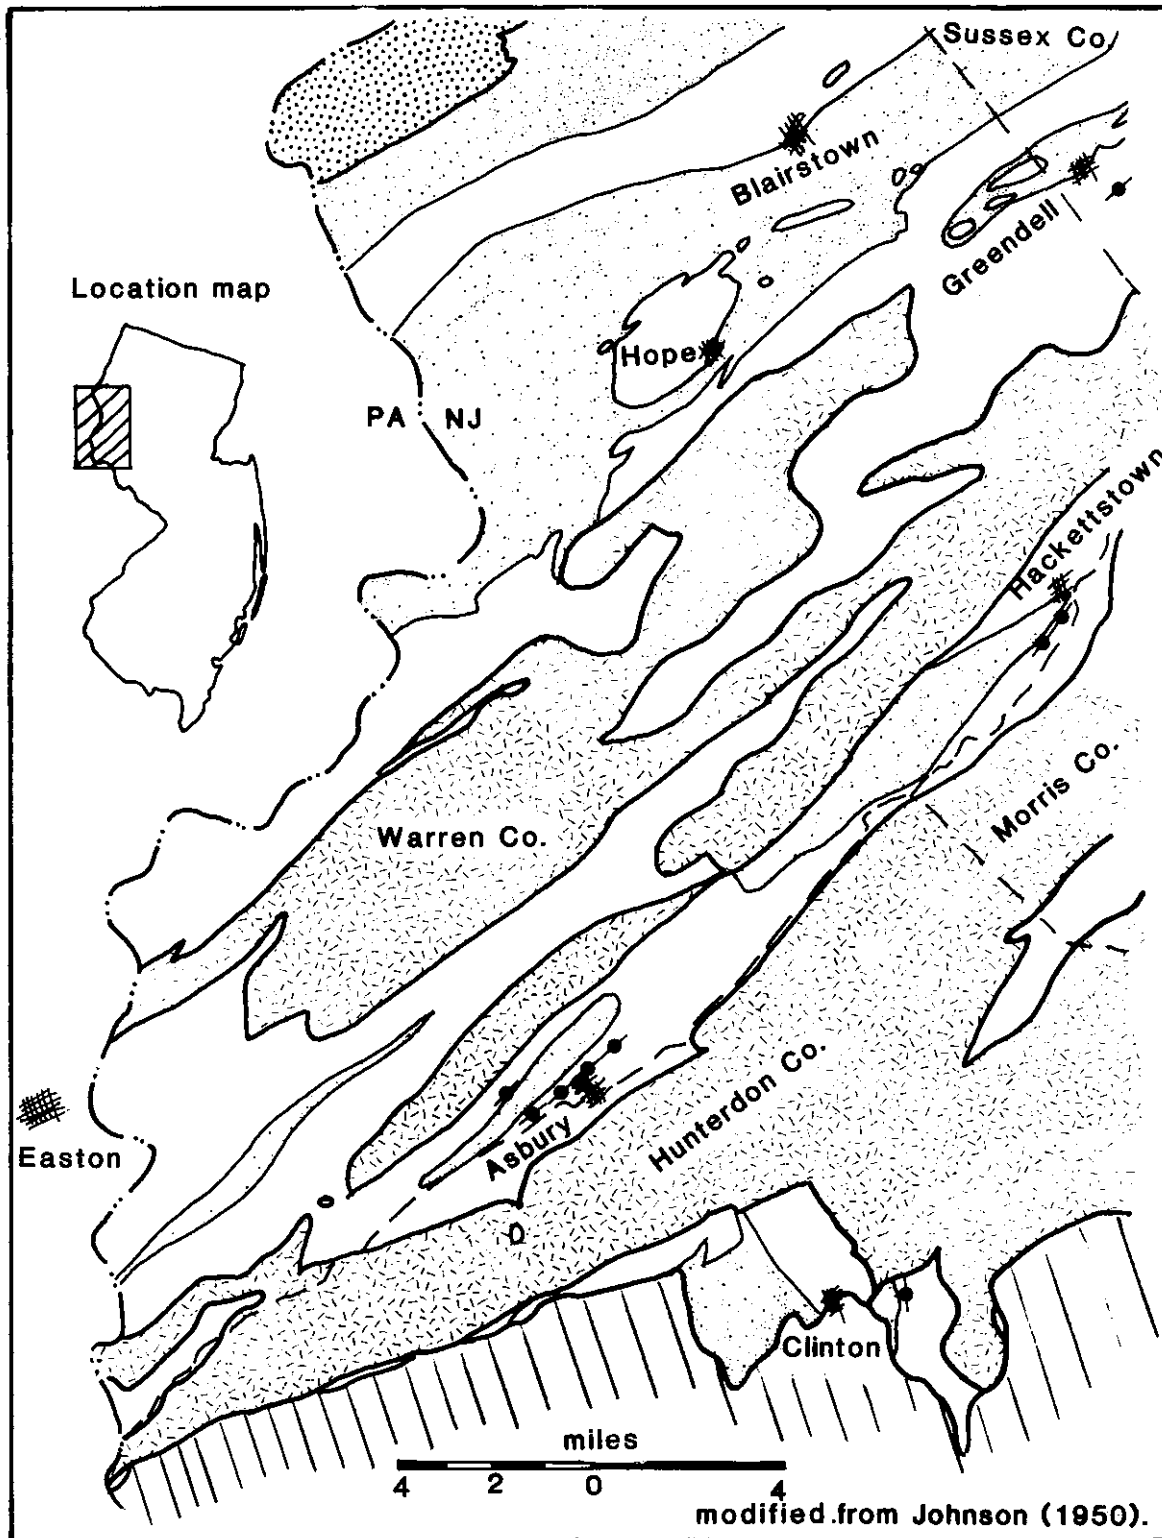 Sussex Co.
Blairstown
Greendell
Location map
Hope
PA NJ
Hackettstown
Warren Co.
Morris Co.
Easton
Asbury
Hunterdon Co.
Clinton
miles
4 2 0 4
modified from Johnson (1950).